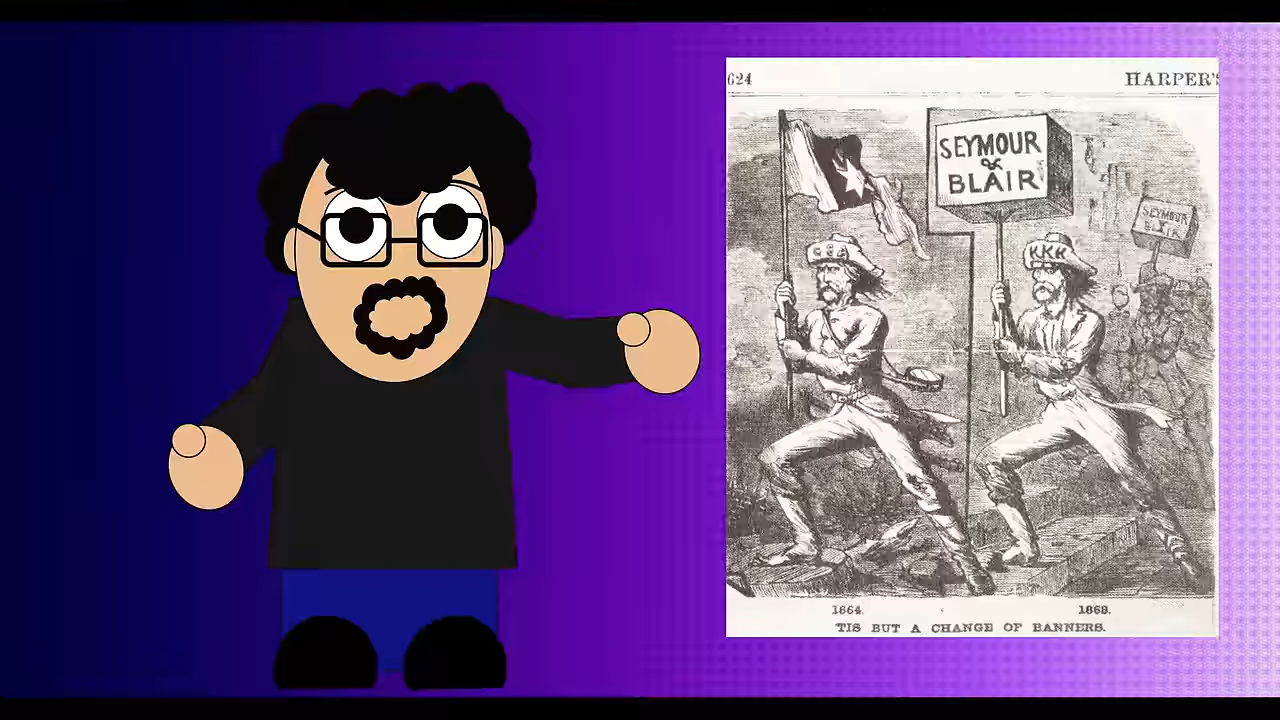 624
HARPER'S
SEYMOUR
&
BLAIR
SEYMOUR
BLAIR
CSA
KKK
1864.
1868.
'TIS BUT A CHANGE OF BANNERS.